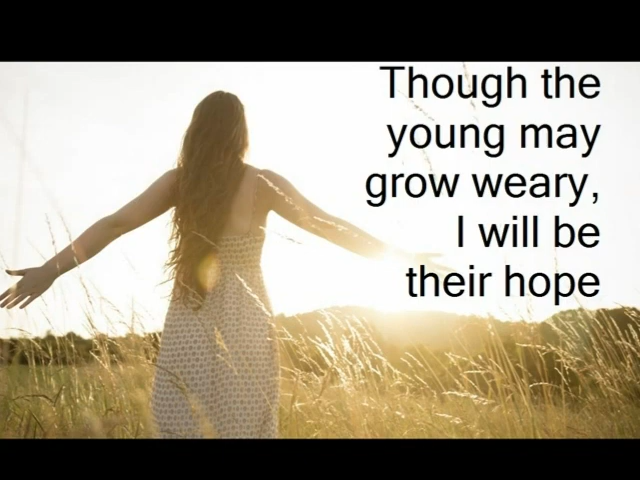 Though the
young may
grow weary,
I will be
their hope